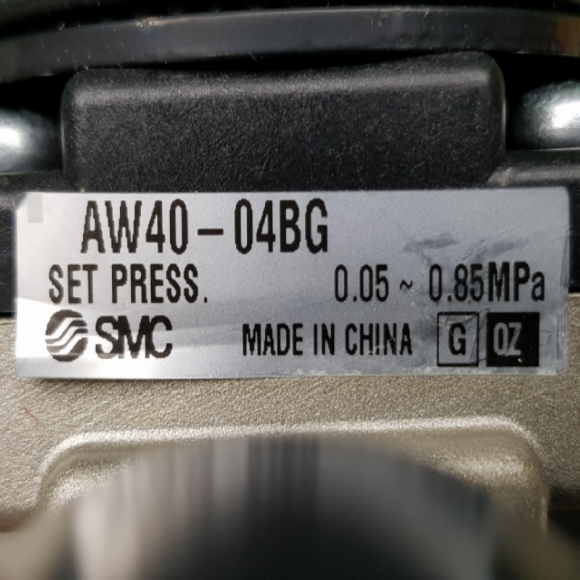 AW40-04BG
SET PRESS. 0.05 ~ 0.85MPa
SMC MADE IN CHINA G OZ